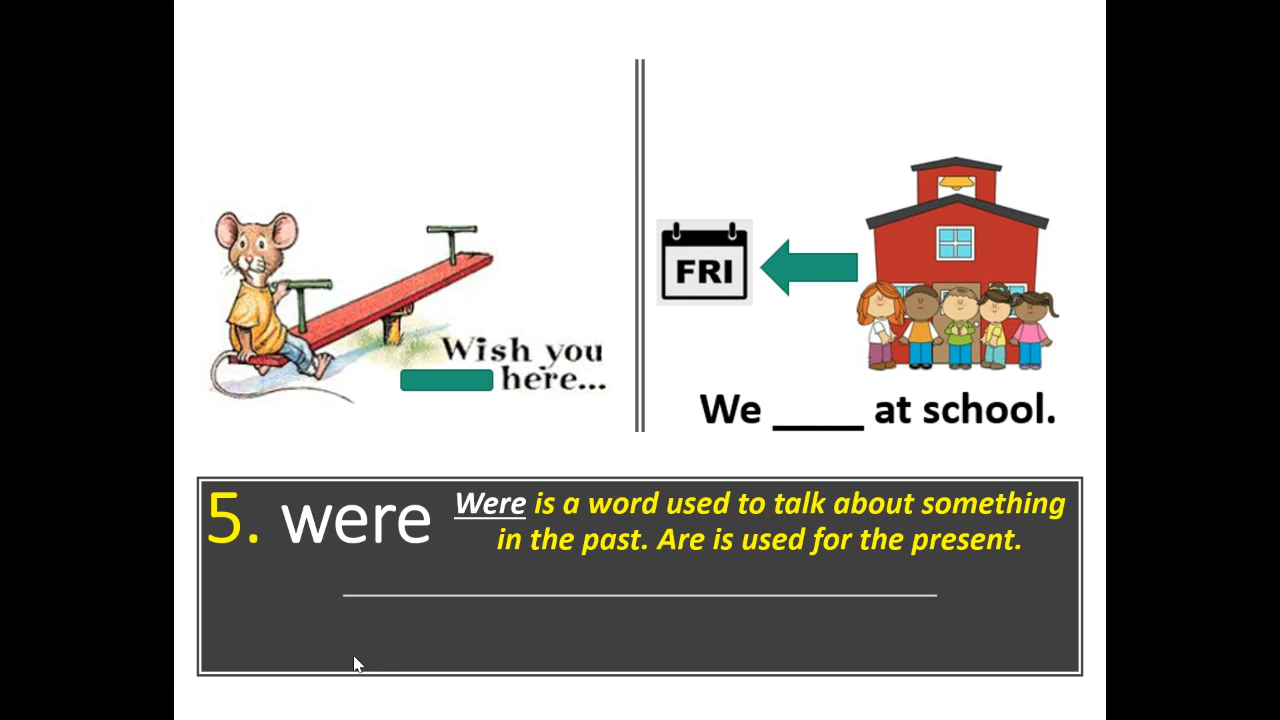 Wish you
here...
FRI
We ____ at school.
5. were
Were is a word used to talk about something
in the past. Are is used for the present.